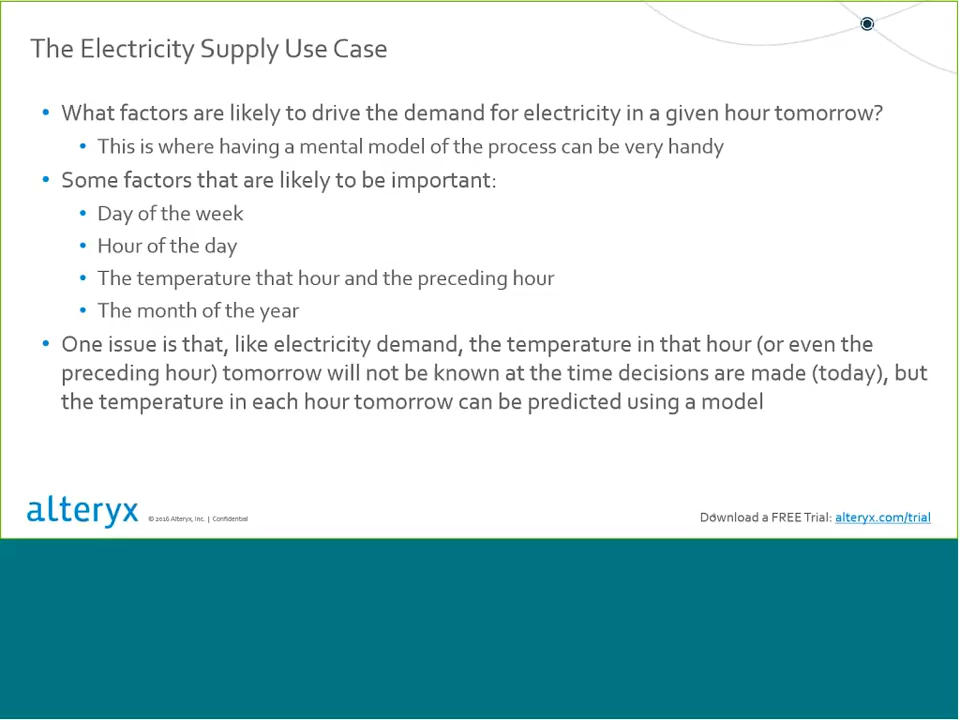 The Electricity Supply Use Case
• What factors are likely to drive the demand for electricity in a given hour tomorrow?
• This is where having a mental model of the process can be very handy
• Some factors that are likely to be important:
• Day of the week
• Hour of the day
• The temperature that hour and the preceding hour
• The month of the year
• One issue is that, like electricity demand, the temperature in that hour (or even the
preceding hour) tomorrow will not be known at the time decisions are made (today), but
the temperature in each hour tomorrow can be predicted using a model
alteryx © 2016 Alteryx, Inc. | Confidential
Download a FREE Trial: alteryx.com/trial